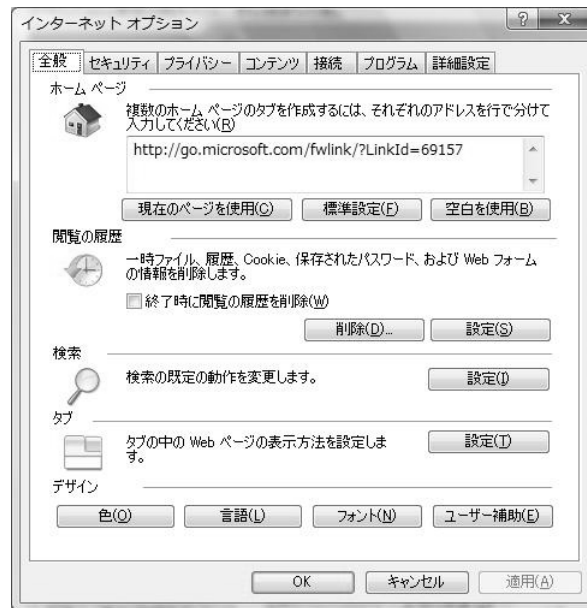 インターネット オプション
全般 セキュリティ プライバシー コンテンツ 接続 プログラム 詳細設定
ホーム ページ
複数のホーム ページのタブを作成するには、それぞれのアドレスを行で分けて
入力してください(R)
http://go.microsoft.com/fwlink/?LinkId=69157
現在のページを使用(C) 標準設定(F) 空白を使用(B)
閲覧の履歴
一時ファイル、履歴、Cookie、保存されたパスワード、および Web フォーム
の情報を削除します。
終了時に閲覧の履歴を削除(W)
削除(D)... 設定(S)
検索
検索の既定の動作を変更します。 設定(I)
タブ
タブの中の Web ページの表示方法を設定しま
す。
設定(T)
デザイン
色(O) 言語(L) フォント(N) ユーザー補助(E)
OK キャンセル 適用(A)